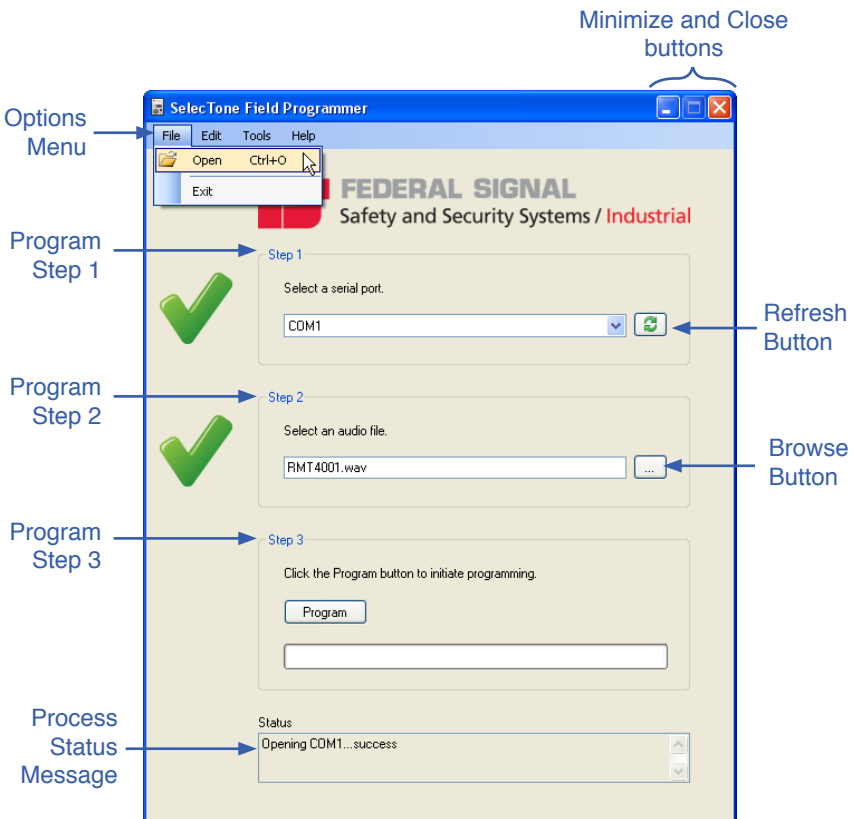 Minimize and Close
buttons
SelecTone Field Programmer
Options
Menu
File Edit Tools Help
Open Ctrl+O
Exit
FEDERAL SIGNAL
Safety and Security Systems / Industrial
Program
Step 1
Step 1
Select a serial port.
COM1
Refresh
Button
Program
Step 2
Step 2
Select an audio file.
RMT4001.wav
...
Browse
Button
Program
Step 3
Step 3
Click the Program button to initiate programming.
Program
Process
Status
Message
Status
Opening COM1...success